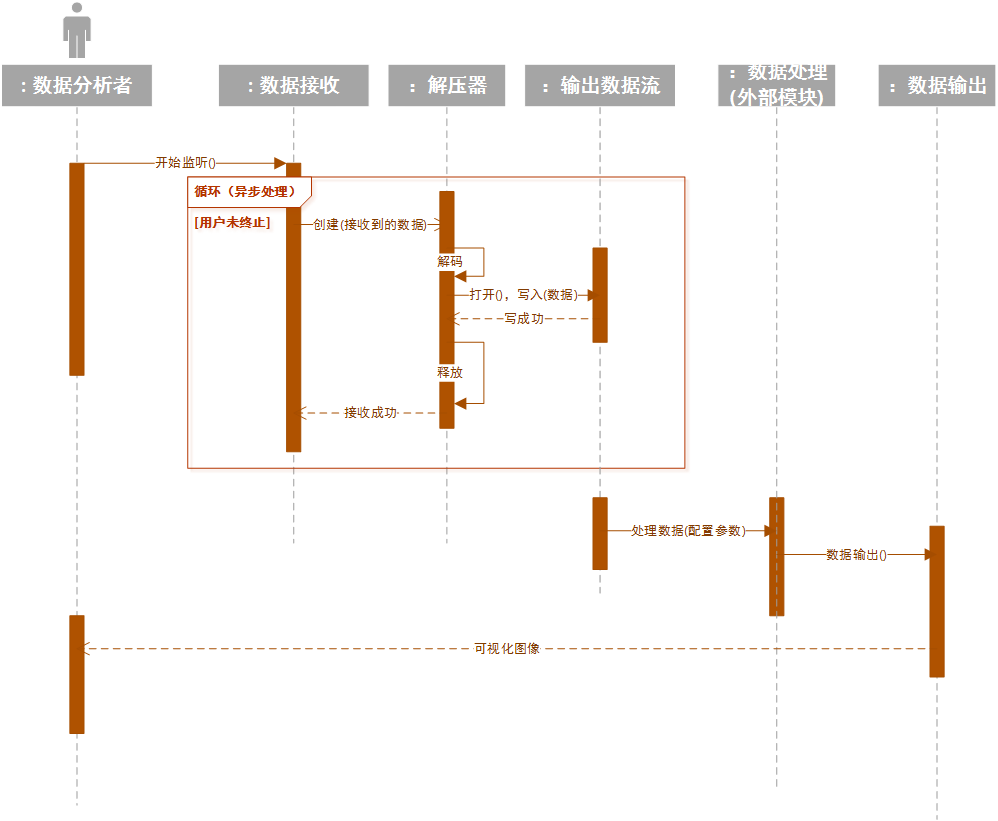 : 数据分析者
: 数据接收
: 解压器
: 输出数据流
: 数据处理
(外部模块)
: 数据输出
开始监听()
循环（异步处理）
[用户未终止]
创建(接收到的数据)
解码
打开()，写入(数据)
写成功
释放
接收成功
处理数据(配置参数)
数据输出()
可视化图像